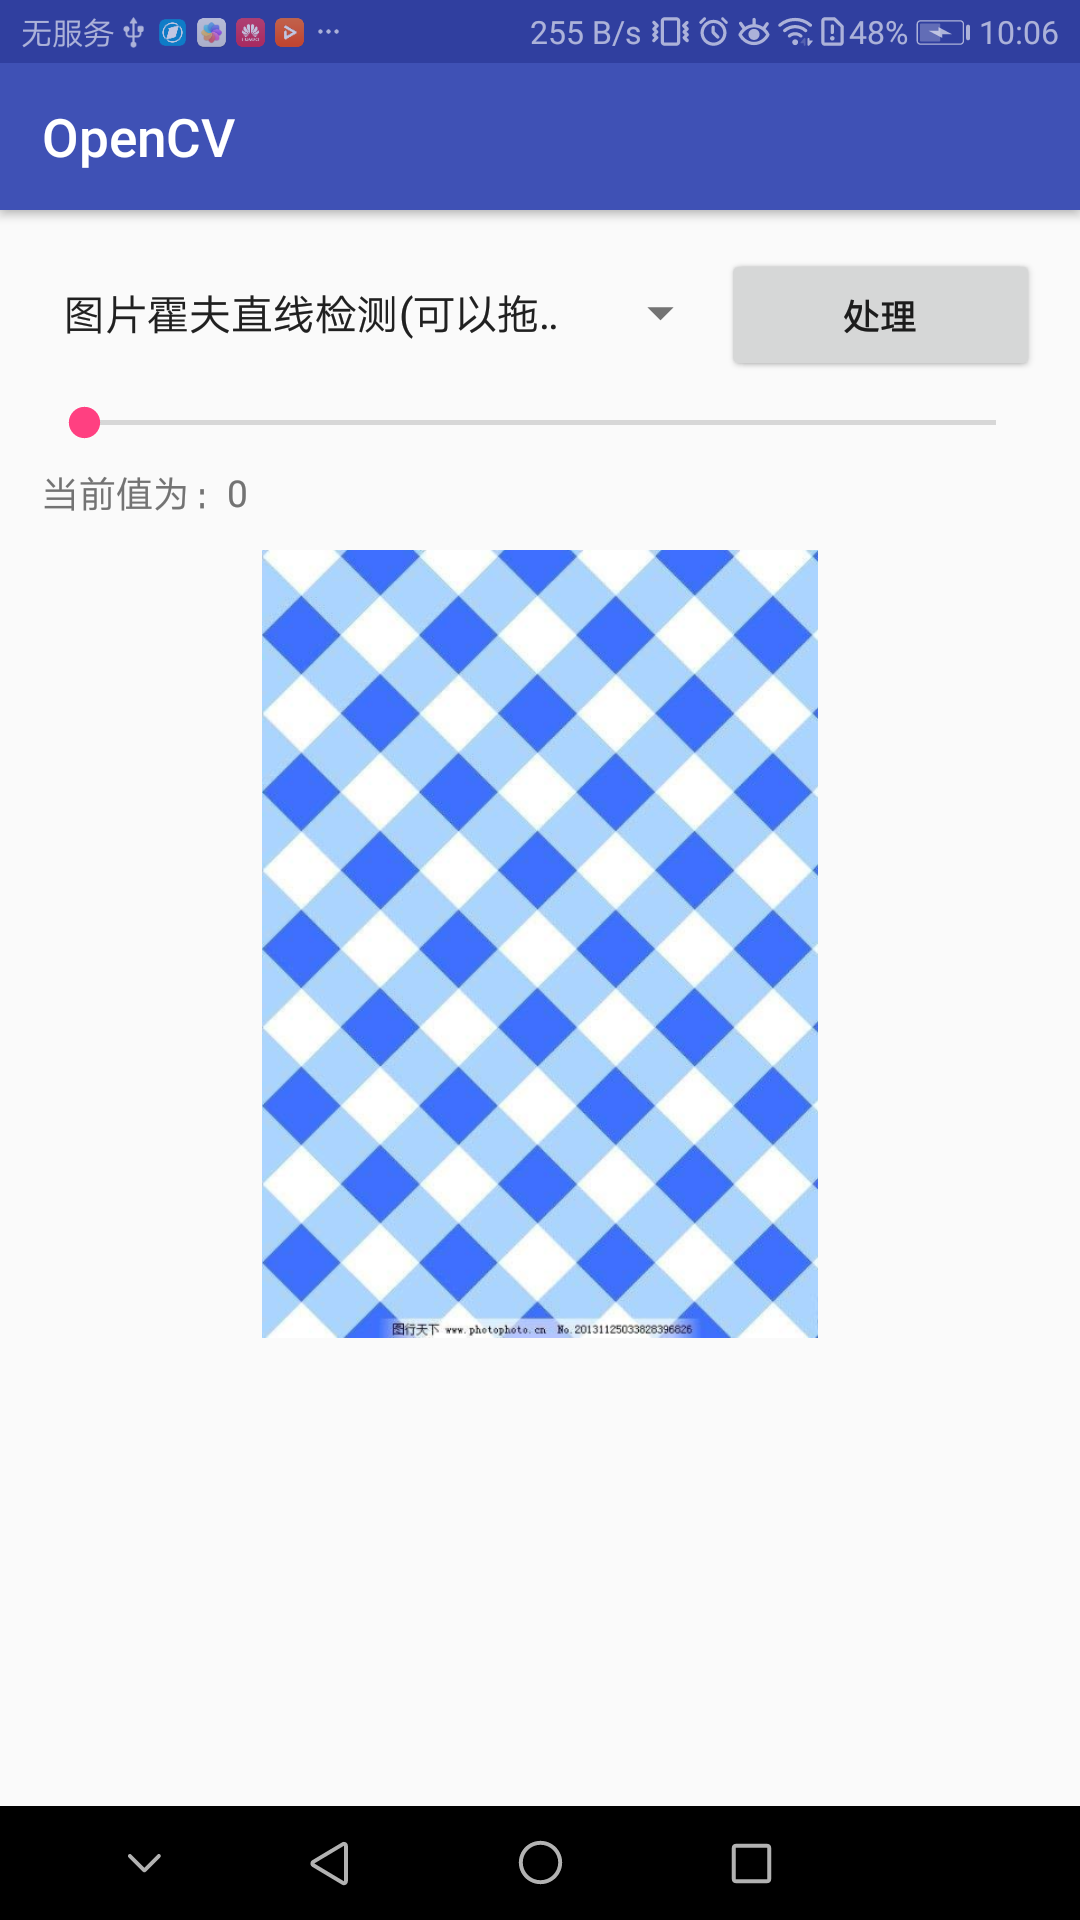 无服务 255 B/s 48% 10:06
OpenCV
图片霍夫直线检测(可以拖..
处理
当前值为: 0
图行天下 www.photophoto.cn No.20131125033828396826